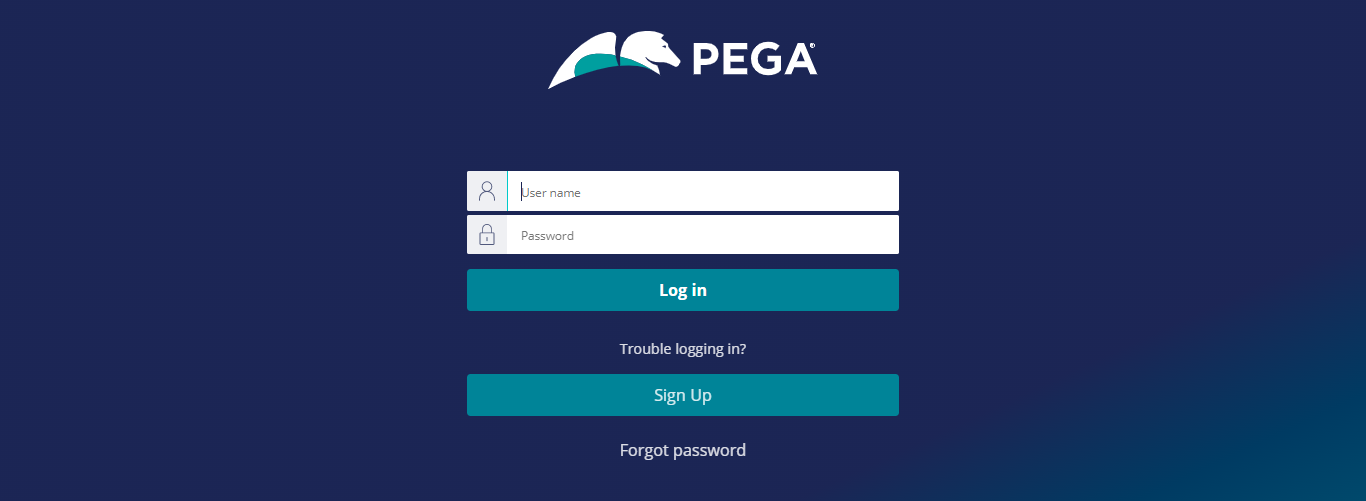 PEGA®
User name
Password
Log in
Trouble logging in?
Sign Up
Forgot password